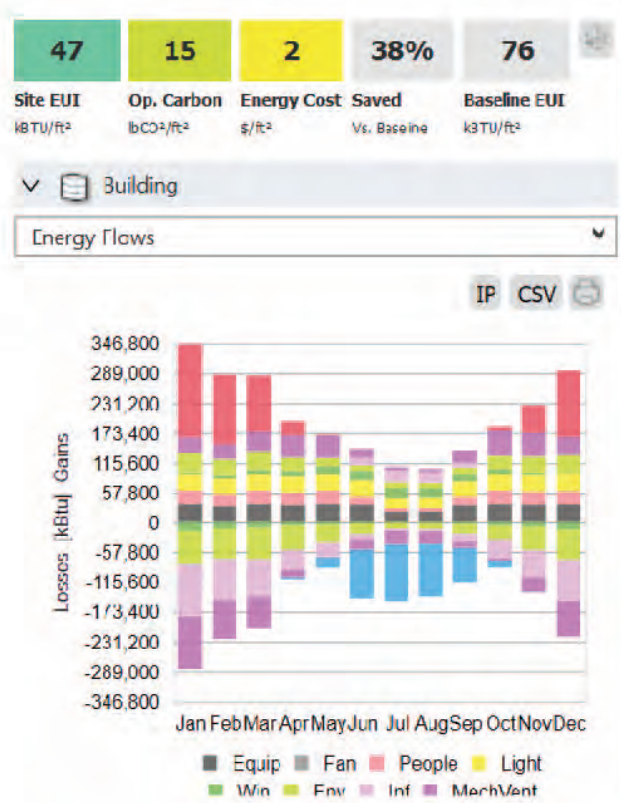 47 15 2 38% 76
Site EUI Op. Carbon Energy Cost Saved Baseline EUI
kBTU/ft² lbCO²/ft² $/ft² Vs. Baseline kBTU/ft²
Building
Energy Flows
IP CSV
346,800
289,000
231,200
173,400
115,600
57,800
0
-57,800
-115,600
-173,400
-231,200
-289,000
-346,800
Losses [kBtu] Gains
Jan Feb Mar Apr May Jun Jul Aug Sep Oct Nov Dec
Equip Fan People Light
Win Env Inf MechVent